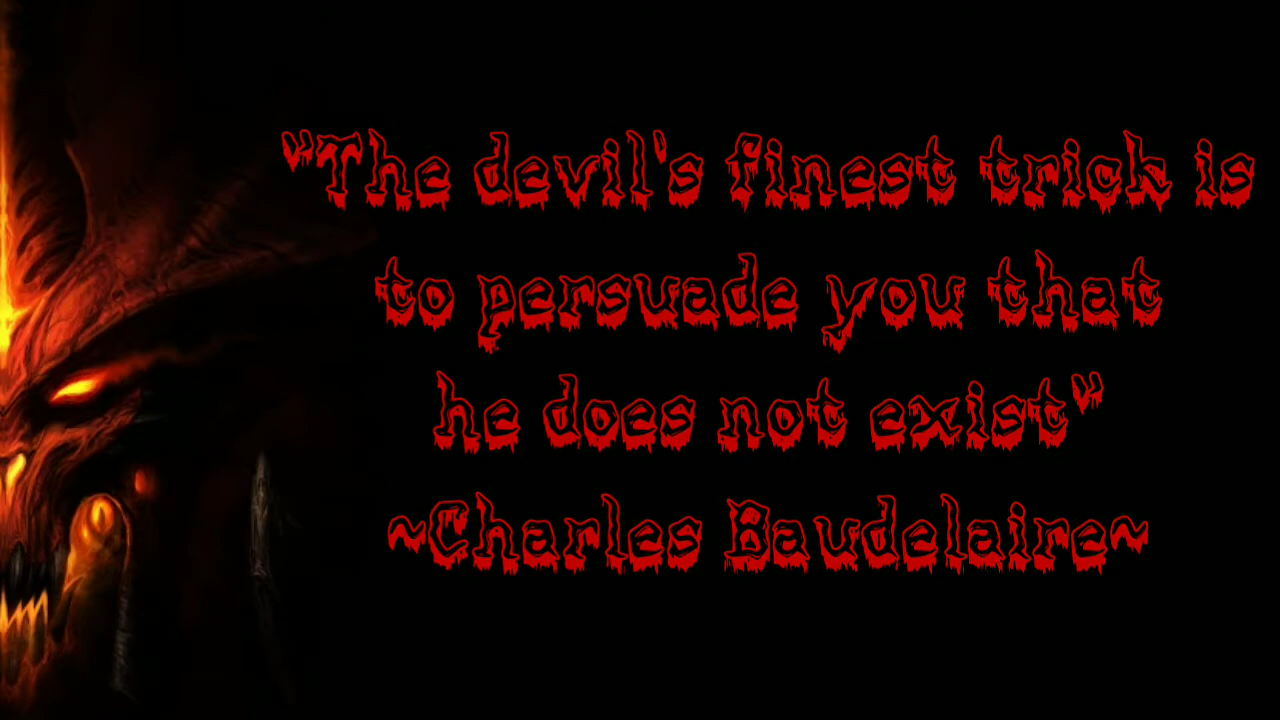 "The devil's finest trick is
to persuade you that
he does not exist"
~Charles Baudelaire~